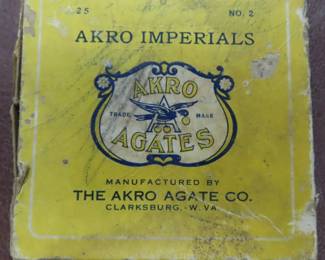 25 NO. 2
AKRO IMPERIALS
AKRO
TRADE A MARK
AGATES
MANUFACTURED BY
THE AKRO AGATE CO.
CLARKSBURG.-W. VA.